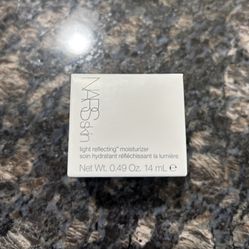 NARSskin
light reflecting™ moisturizer
soin hydratant réfléchissant la lumière
Net Wt. 0.49 Oz. 14 mL ℮